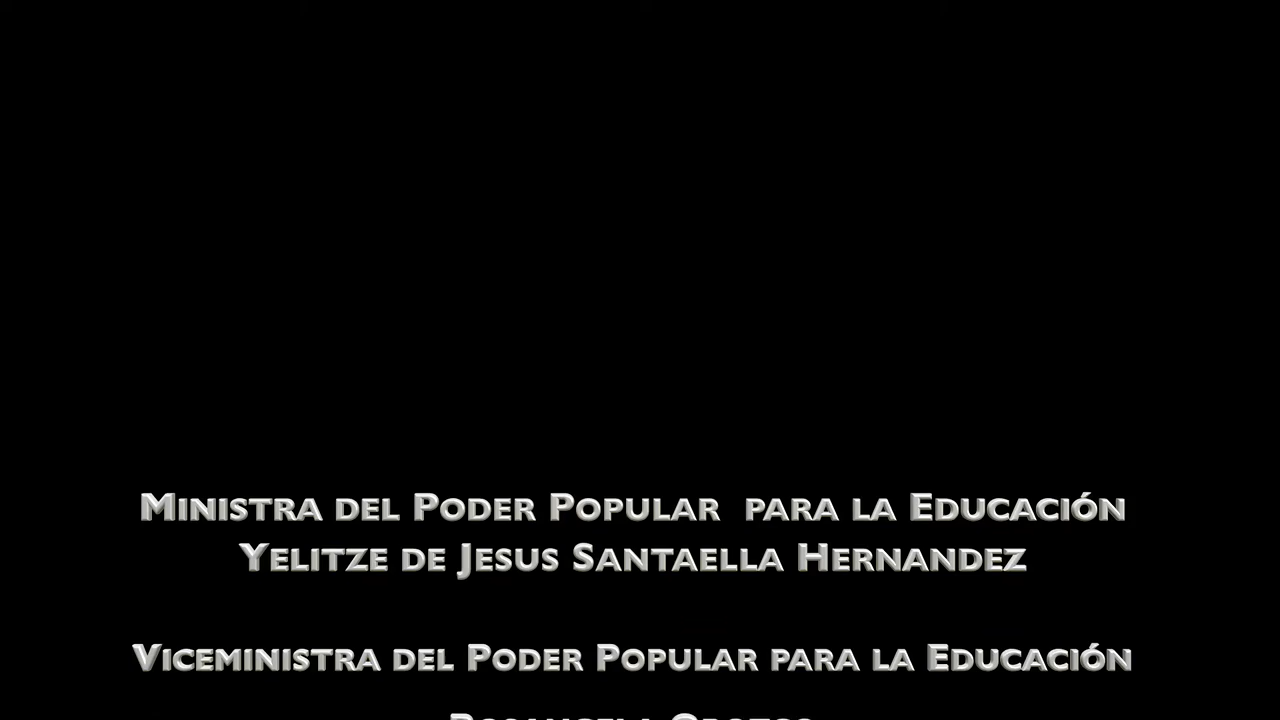 Ministra del Poder Popular para la Educación
Yelitze de Jesus Santaella Hernandez
Viceministra del Poder Popular para la Educación